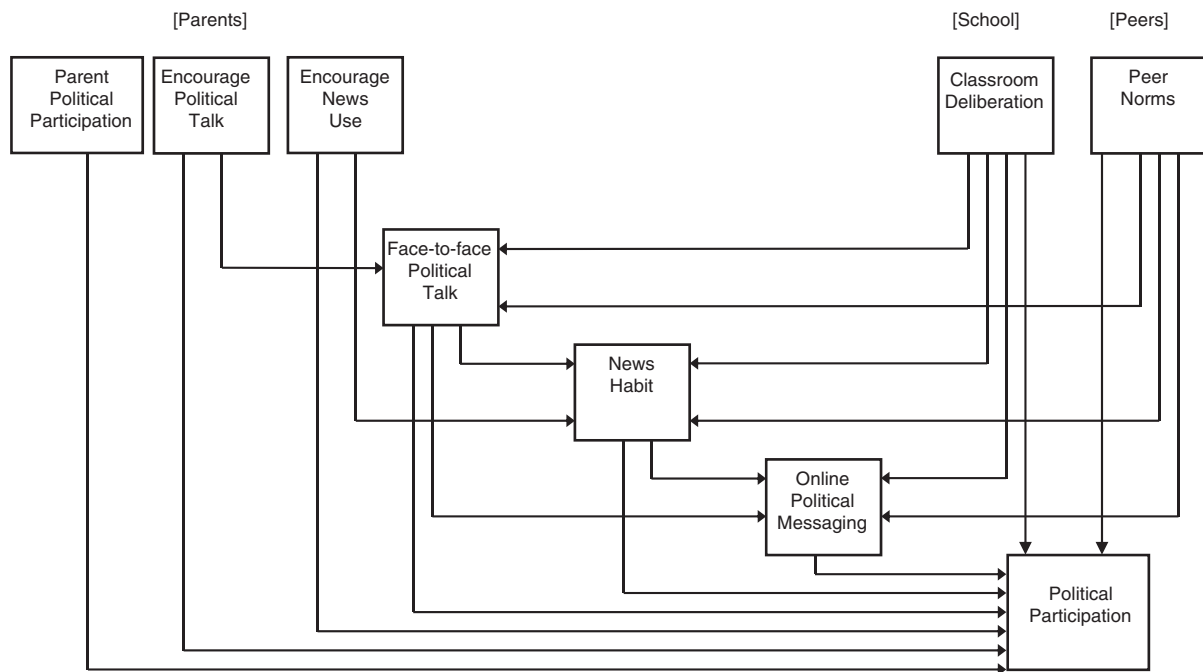 [Parents]
[School]
[Peers]
Parent
Political
Participation
Encourage
Political
Talk
Encourage
News
Use
Classroom
Deliberation
Peer
Norms
Face-to-face
Political
Talk
News
Habit
Online
Political
Messaging
Political
Participation